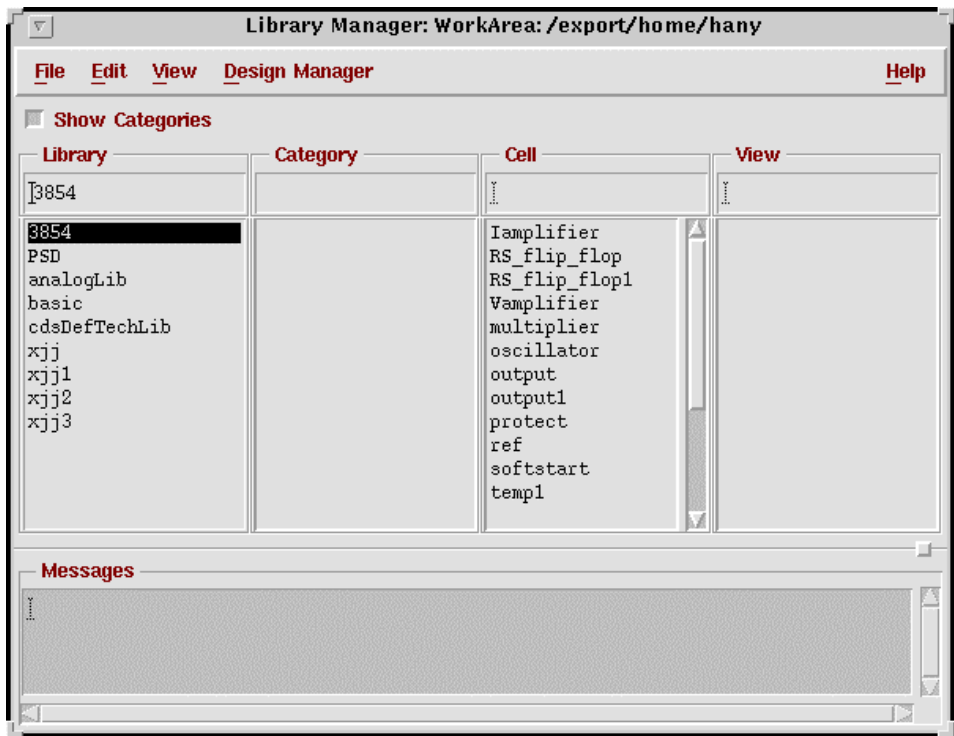 Library Manager: WorkArea: /export/home/hany
File Edit View Design Manager Help
Show Categories
Library Category Cell View
3854
3854
PSD
analogLib
basic
cdsDefTechLib
xjj
xjj1
xjj2
xjj3
Iamplifier
RS_flip_flop
RS_flip_flop1
Vamplifier
multiplier
oscillator
output
output1
protect
ref
softstart
temp1
Messages